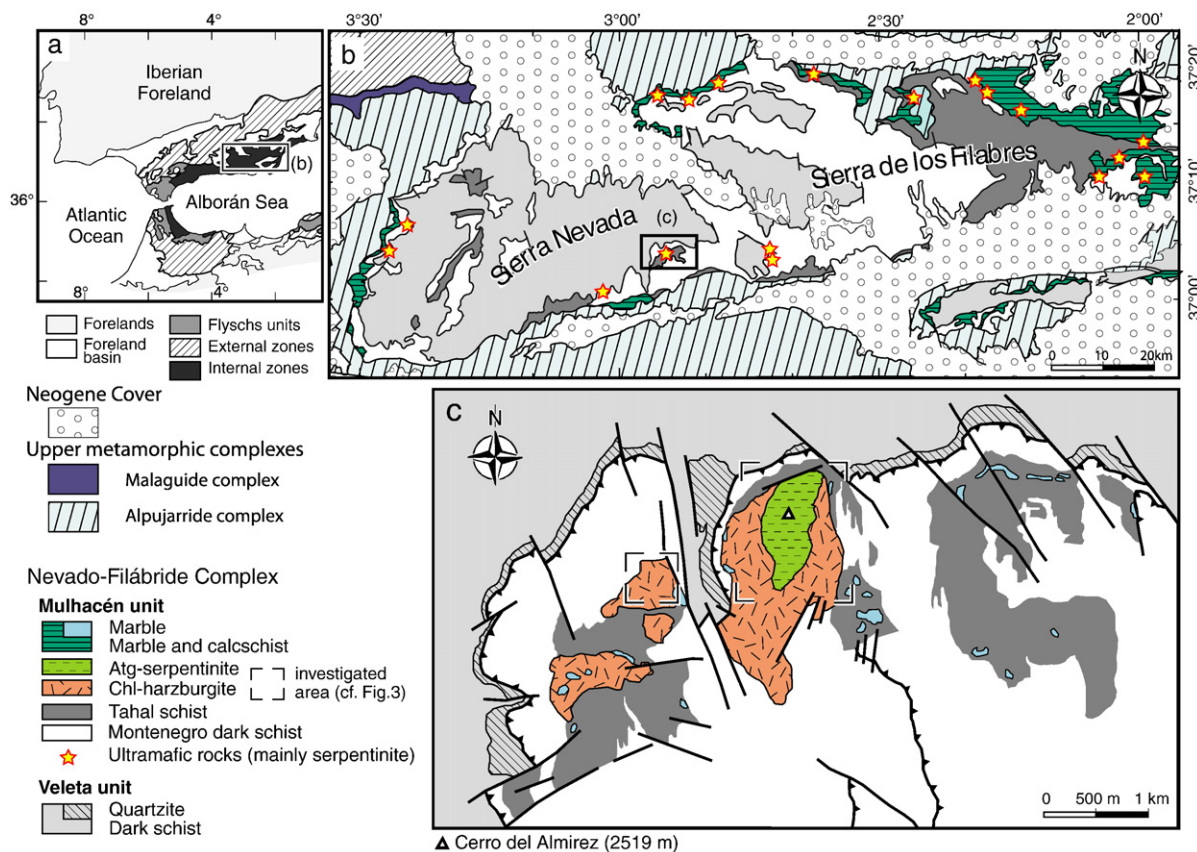 a
8°
4°
Iberian
Foreland
(b)
36°
Alborán Sea
Atlantic
Ocean
8°
4°
Forelands
Foreland
basin
Flyschs units
External zones
Internal zones
Neogene Cover
Upper metamorphic complexes
Malaguide complex
Alpujarride complex
Nevado-Filábride Complex
Mulhacén unit
Marble
Marble and calcschist
Atg-serpentinite
Chl-harzburgite
investigated
area (cf. Fig.3)
Tahal schist
Montenegro dark schist
Ultramafic rocks (mainly serpentinite)
Veleta unit
Quartzite
Dark schist
b
3°30
3°00
2°30
2°00
37°20
37°10
37°00
N
Serra de los Filabres
Serra Nevada
(c)
0 10 20km
c
N
0 500 m 1 km
Cerro del Almirez (2519 m)